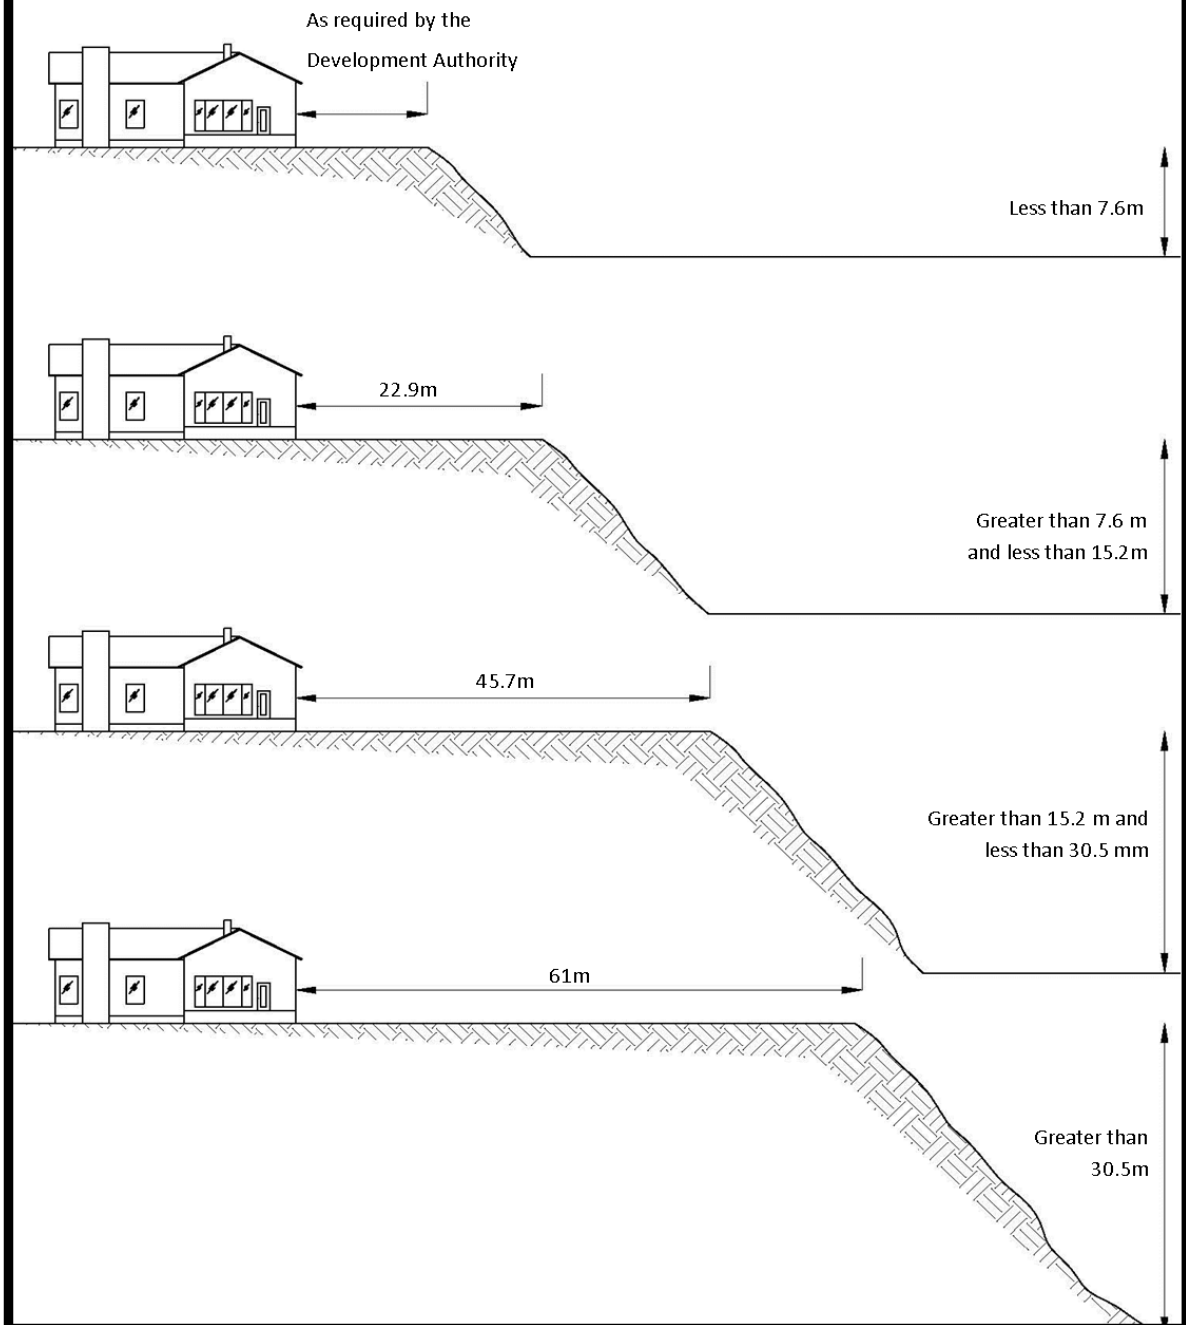 As required by the
Development Authority
Less than 7.6m
22.9m
Greater than 7.6 m
and less than 15.2m
45.7m
Greater than 15.2 m and
less than 30.5 mm
61m
Greater than
30.5m